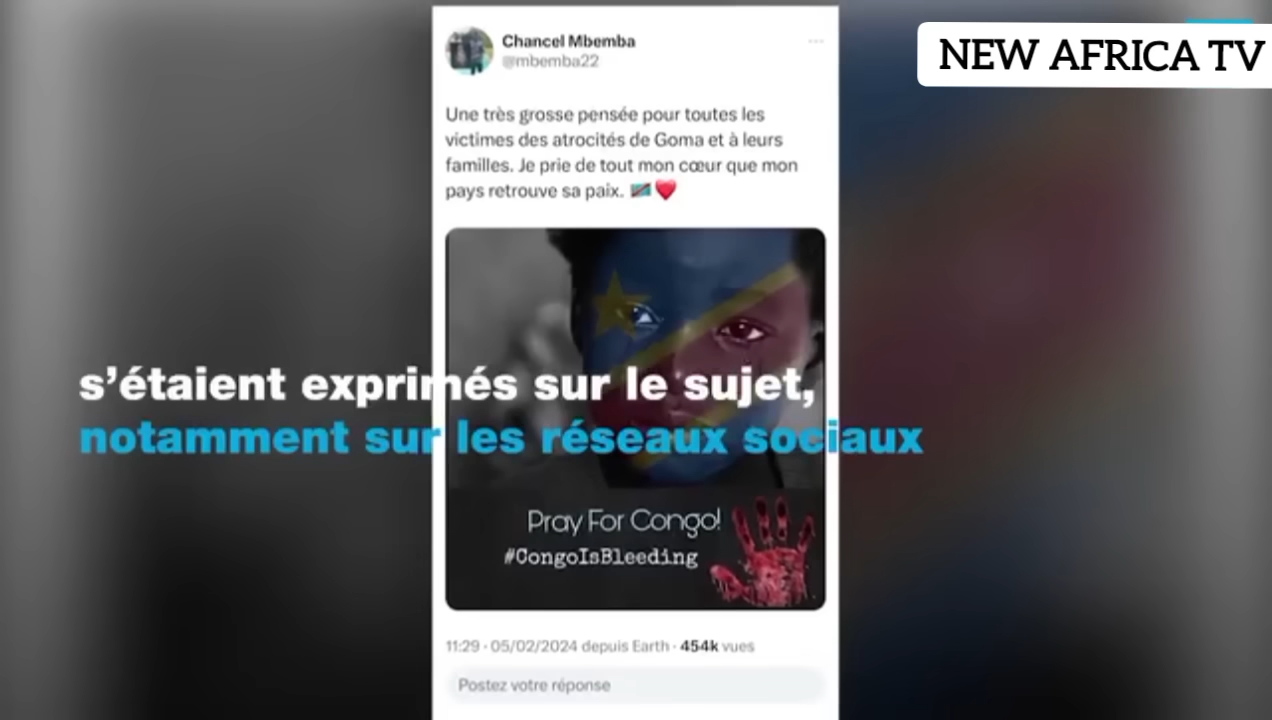 NEW AFRICA TV
Chancel Mbemba
@mbemba22
Une très grosse pensée pour toutes les
victimes des atrocités de Goma et à leurs
familles. Je prie de tout mon cœur que mon
pays retrouve sa paix. 🇨🇩❤️
s’étaient exprimés sur le sujet,
notamment sur les réseaux sociaux
Pray For Congo!
#CongoIsBleeding
11:29 · 05/02/2024 depuis Earth · 454k vues
Postez votre réponse